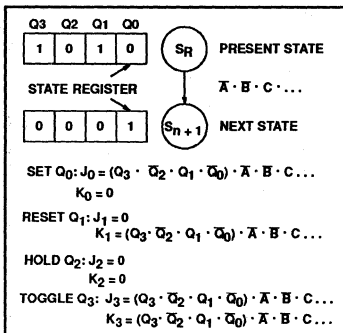 Q3 Q2 Q1 Q0
1 0 1 0 S_R PRESENT STATE
STATE REGISTER A̅ · B̅ · C · ...
0 0 0 1 S_n + 1 NEXT STATE
SET Q₀: J₀ = (Q₃ · Q̅₂ · Q₁ · Q̅₀) · A̅ · B̅ · C ...
K₀ = 0
RESET Q₁: J₁ = 0
K₁ = (Q₃ · Q̅₂ · Q₁ · Q̅₀) · A̅ · B̅ · C ...
HOLD Q₂: J₂ = 0
K₂ = 0
TOGGLE Q₃: J₃ = (Q₃ · Q̅₂ · Q₁ · Q̅₀) · A̅ · B̅ · C ...
K₃ = (Q₃ · Q̅₂ · Q₁ · Q̅₀) · A̅ · B̅ · C ...